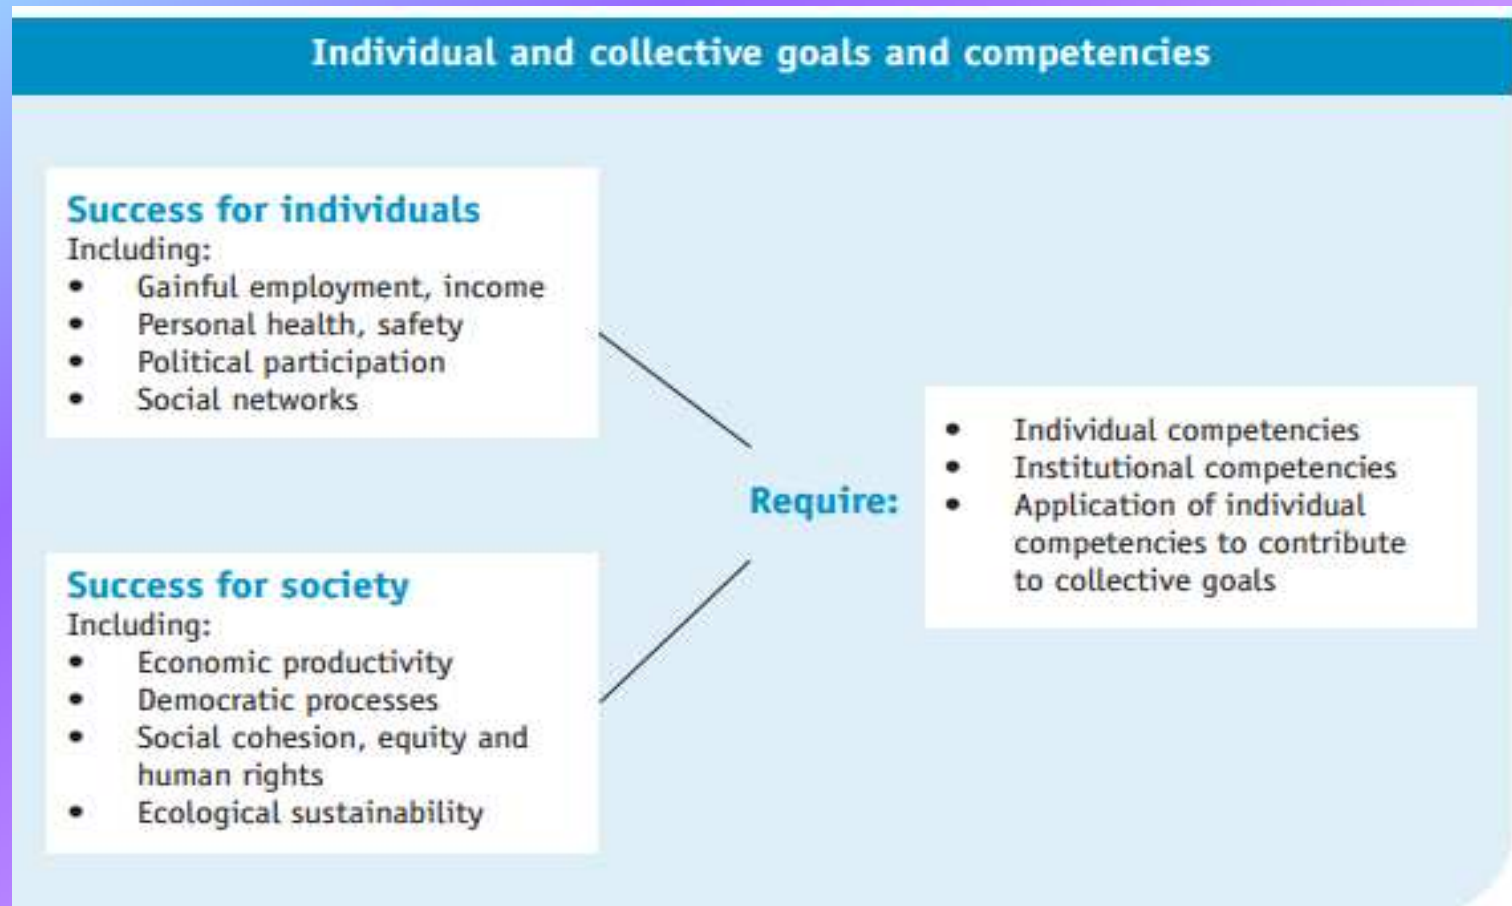 Individual and collective goals and competencies
Success for individuals
Including:
• Gainful employment, income
• Personal health, safety
• Political participation
• Social networks
Success for society
Including:
• Economic productivity
• Democratic processes
• Social cohesion, equity and
human rights
• Ecological sustainability
Require:
• Individual competencies
• Institutional competencies
• Application of individual
competencies to contribute
to collective goals